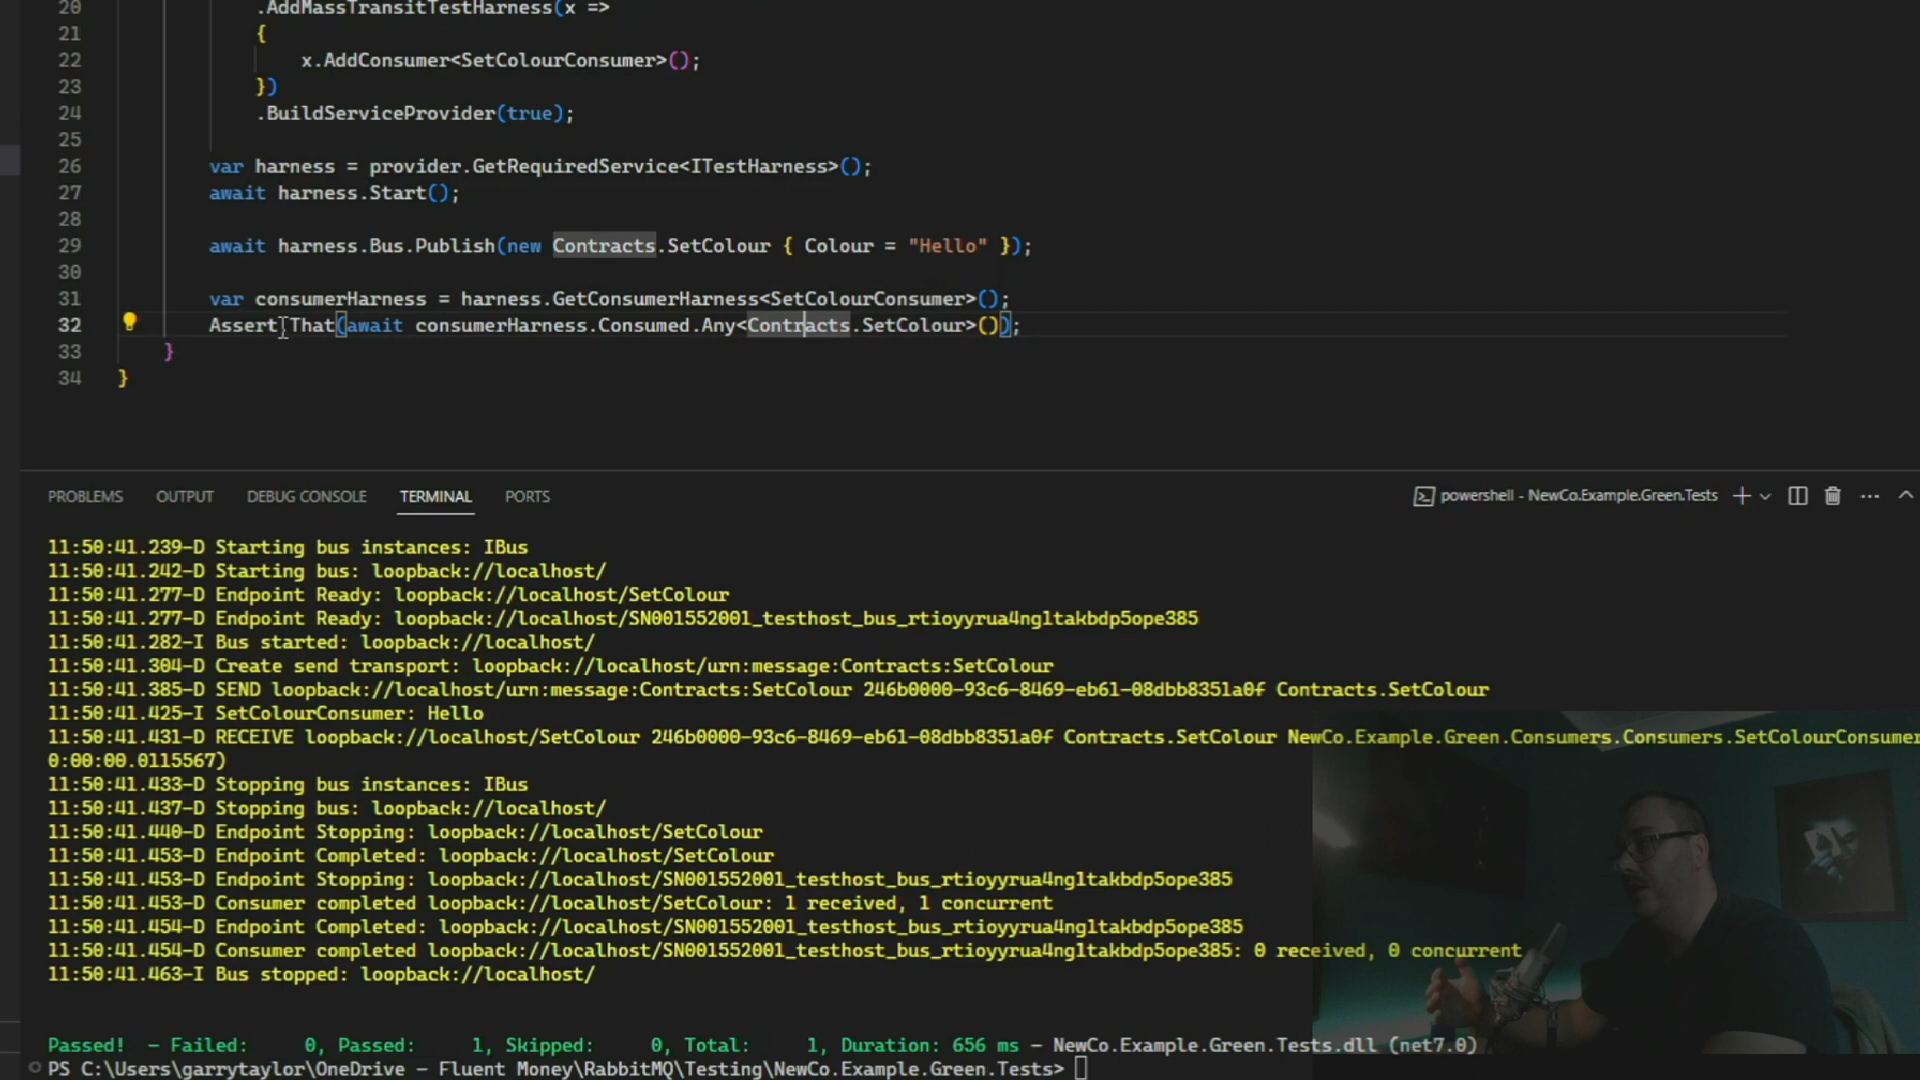 20 .AddMassTransitTestHarness(x =>
21 {
22 x.AddConsumer<SetColourConsumer>();
23 })
24 .BuildServiceProvider(true);
25
26 var harness = provider.GetRequiredService<ITestHarness>();
27 await harness.Start();
28
29 await harness.Bus.Publish(new Contracts.SetColour { Colour = "Hello" });
30
31 var consumerHarness = harness.GetConsumerHarness<SetColourConsumer>();
32 Assert.That(await consumerHarness.Consumed.Any<Contracts.SetColour>());
33 }
34 }
PROBLEMS OUTPUT DEBUG CONSOLE TERMINAL PORTS powershell - NewCo.Example.Green.Tests
11:50:41.239-D Starting bus instances: IBus
11:50:41.242-D Starting bus: loopback://localhost/
11:50:41.277-D Endpoint Ready: loopback://localhost/SetColour
11:50:41.277-D Endpoint Ready: loopback://localhost/SN001552001_testhost_bus_rtioyyrua4ng1takbdp5ope385
11:50:41.282-I Bus started: loopback://localhost/
11:50:41.304-D Create send transport: loopback://localhost/urn:message:Contracts:SetColour
11:50:41.385-D SEND loopback://localhost/urn:message:Contracts:SetColour 246b0000-93c6-8469-eb61-08dbb8351a0f Contracts.SetColour
11:50:41.425-I SetColourConsumer: Hello
11:50:41.431-D RECEIVE loopback://localhost/SetColour 246b0000-93c6-8469-eb61-08dbb8351a0f Contracts.SetColour NewCo.Example.Green.Consumers.Consumers.SetColourConsumer
0:00:00.0115567)
11:50:41.433-D Stopping bus instances: IBus
11:50:41.437-D Stopping bus: loopback://localhost/
11:50:41.440-D Endpoint Stopping: loopback://localhost/SetColour
11:50:41.453-D Endpoint Completed: loopback://localhost/SetColour
11:50:41.453-D Endpoint Stopping: loopback://localhost/SN001552001_testhost_bus_rtioyyrua4ng1takbdp5ope385
11:50:41.453-D Consumer completed loopback://localhost/SetColour: 1 received, 1 concurrent
11:50:41.454-D Endpoint Completed: loopback://localhost/SN001552001_testhost_bus_rtioyyrua4ng1takbdp5ope385
11:50:41.454-D Consumer completed loopback://localhost/SN001552001_testhost_bus_rtioyyrua4ng1takbdp5ope385: 0 received, 0 concurrent
11:50:41.463-I Bus stopped: loopback://localhost/
Passed! - Failed: 0, Passed: 1, Skipped: 0, Total: 1, Duration: 656 ms - NewCo.Example.Green.Tests.dll (net7.0)
PS C:\Users\garrytaylor\OneDrive - Fluent Money\RabbitMQ\Testing\NewCo.Example.Green.Tests>